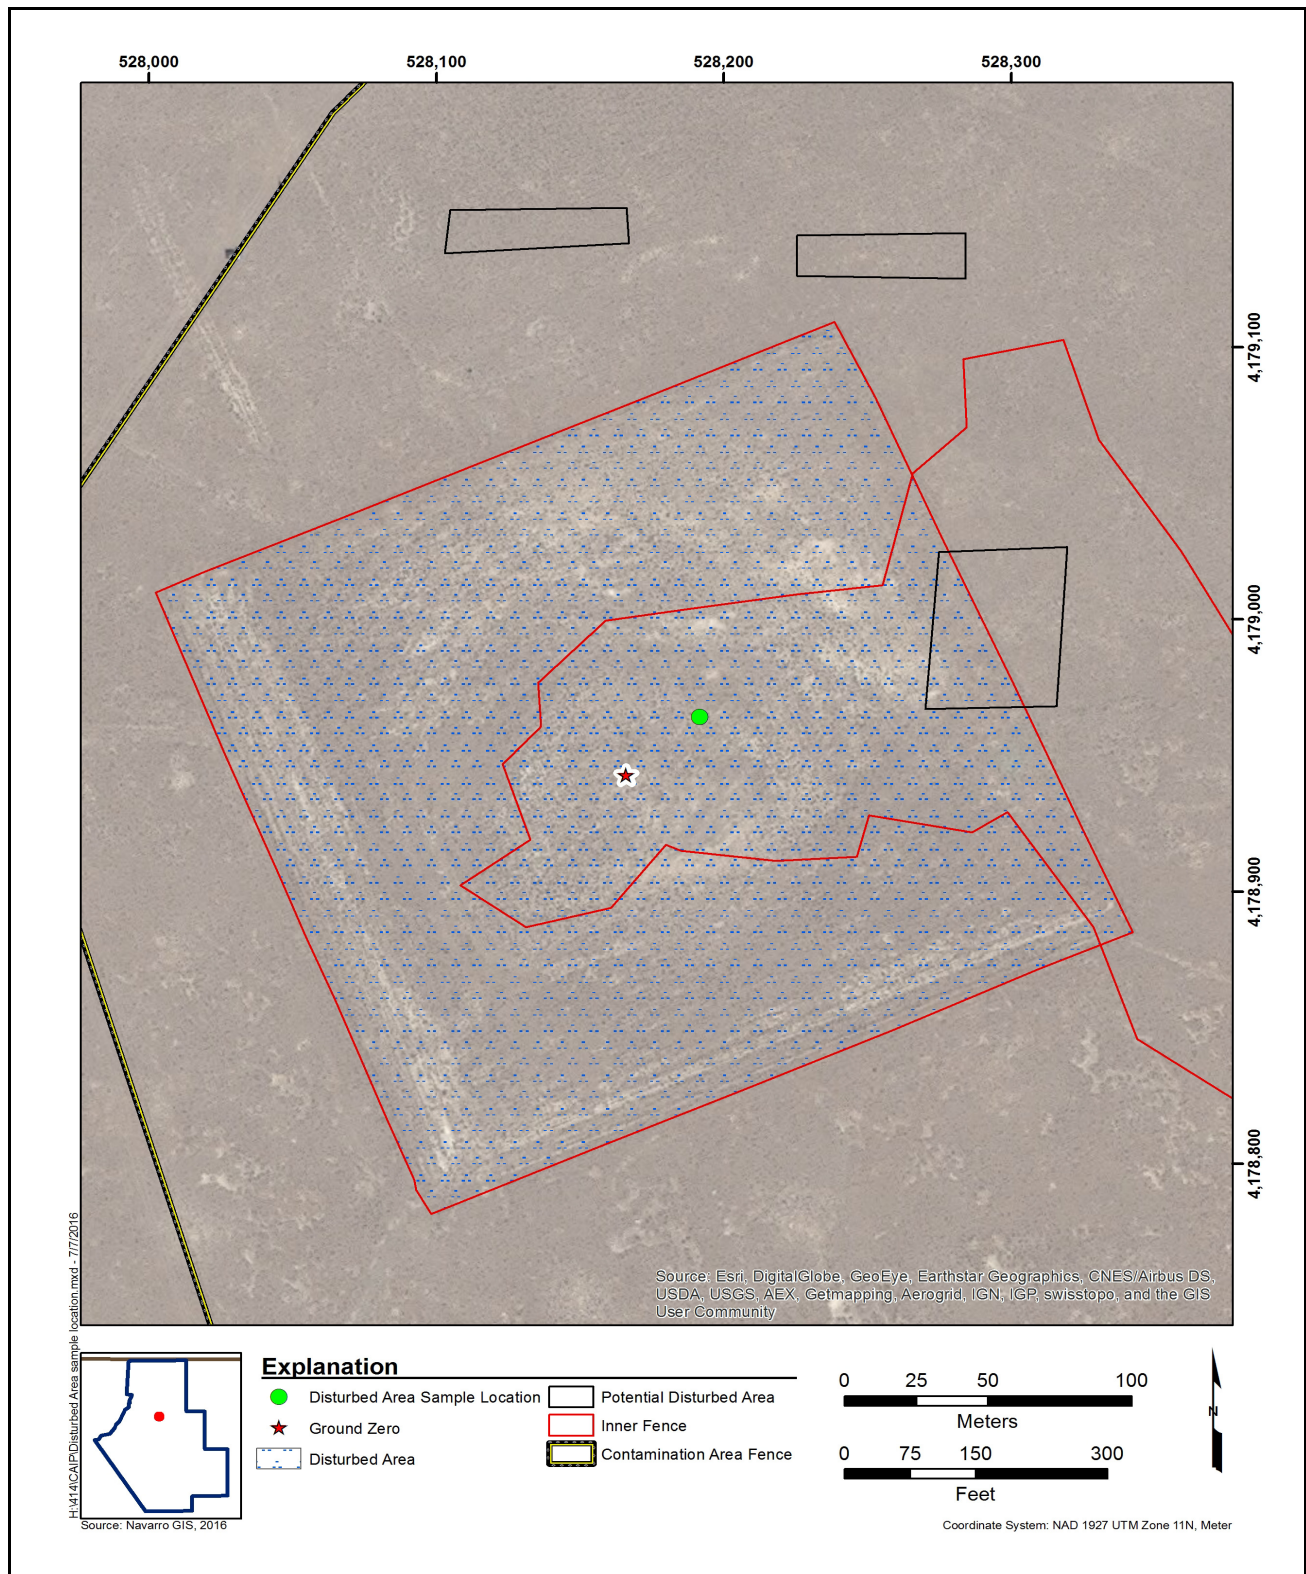 528,000 528,100 528,200 528,300
4,179,100
4,179,000
4,178,900
4,178,800
Source: Esri, DigitalGlobe, GeoEye, Earthstar Geographics, CNES/Airbus DS,
USDA, USGS, AEX, Getmapping, Aerogrid, IGN, IGP, swisstopo, and the GIS
User Community
H:\414\CAIP\Disturbed Area sample location.mxd - 7/7/2016
Source: Navarro GIS, 2016
Explanation
Disturbed Area Sample Location
Ground Zero
Disturbed Area
Potential Disturbed Area
Inner Fence
Contamination Area Fence
0 25 50 100
Meters
0 75 150 300
Feet
N
Coordinate System: NAD 1927 UTM Zone 11N, Meter